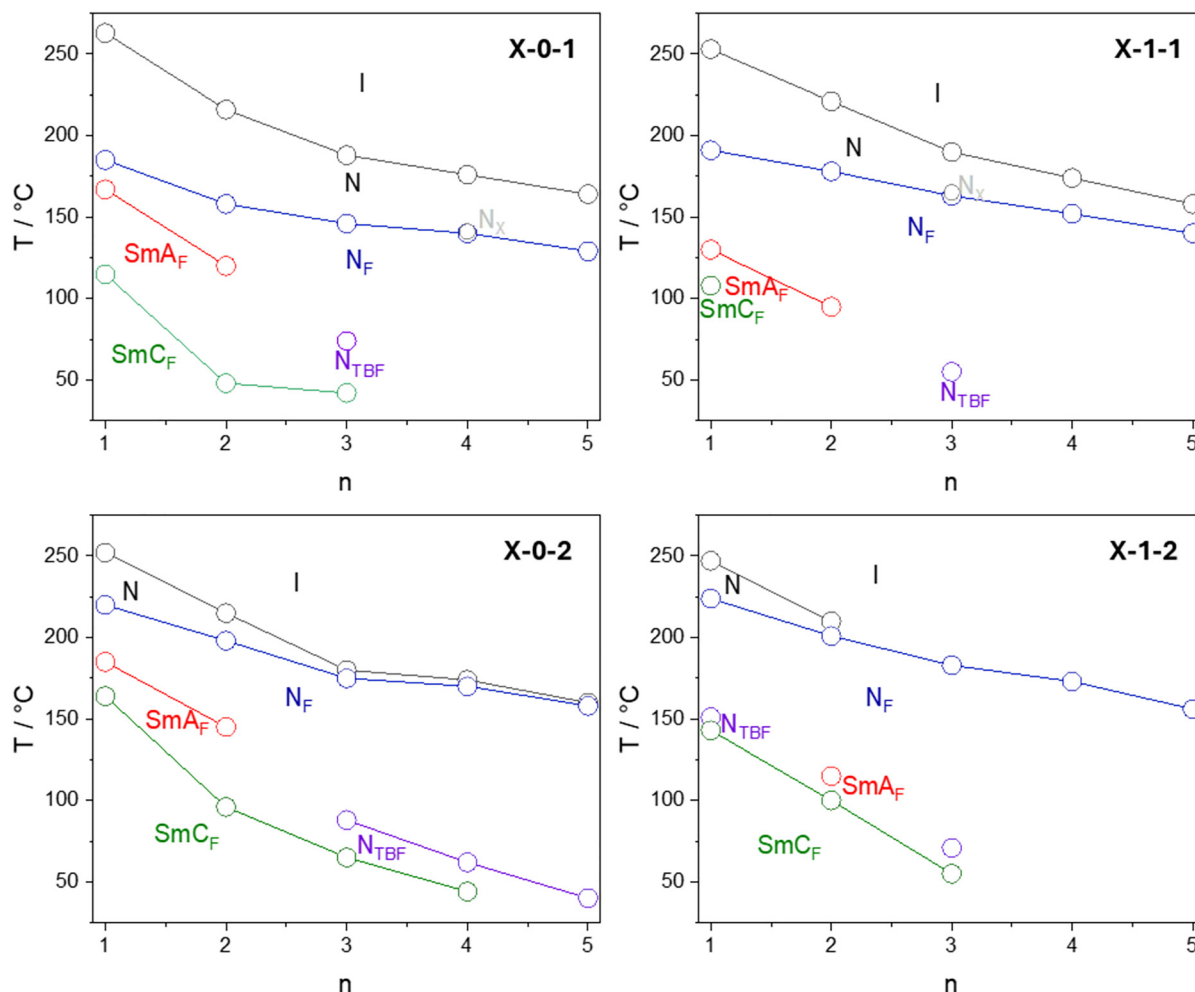 X-0-1
I
N
N_X
N_F
SmA_F
SmC_F
N_TBF
250
200
150
100
50
T / °C
1 2 3 4 5
n
X-1-1
I
N
N_X
N_F
SmA_F
SmC_F
N_TBF
250
200
150
100
50
T / °C
1 2 3 4 5
n
X-0-2
I
N
N_F
SmA_F
SmC_F
N_TBF
250
200
150
100
50
T / °C
1 2 3 4 5
n
X-1-2
I
N
N_F
N_TBF
SmA_F
SmC_F
250
200
150
100
50
T / °C
1 2 3 4 5
n